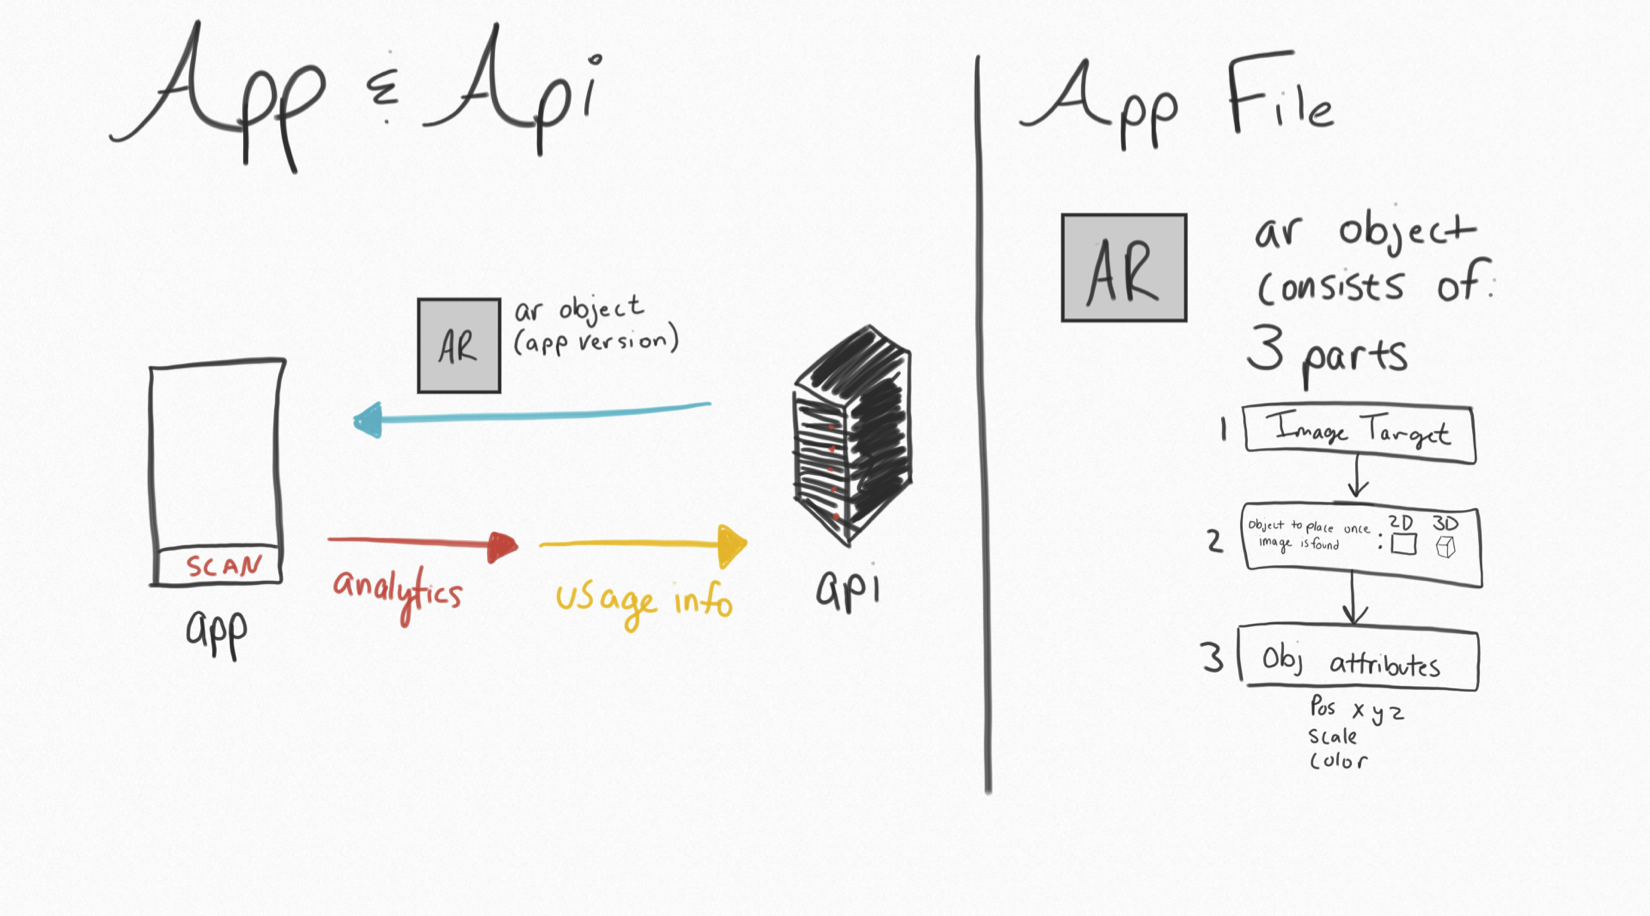 App & Api
AR
ar object
(app version)
SCAN
app
analytics
usage info
api
App File
AR
ar object
consists of:
3 parts
1 Image Target
2 Object to place once image is found : 2D 3D
3 Obj attributes
Pos x y z
Scale
Color